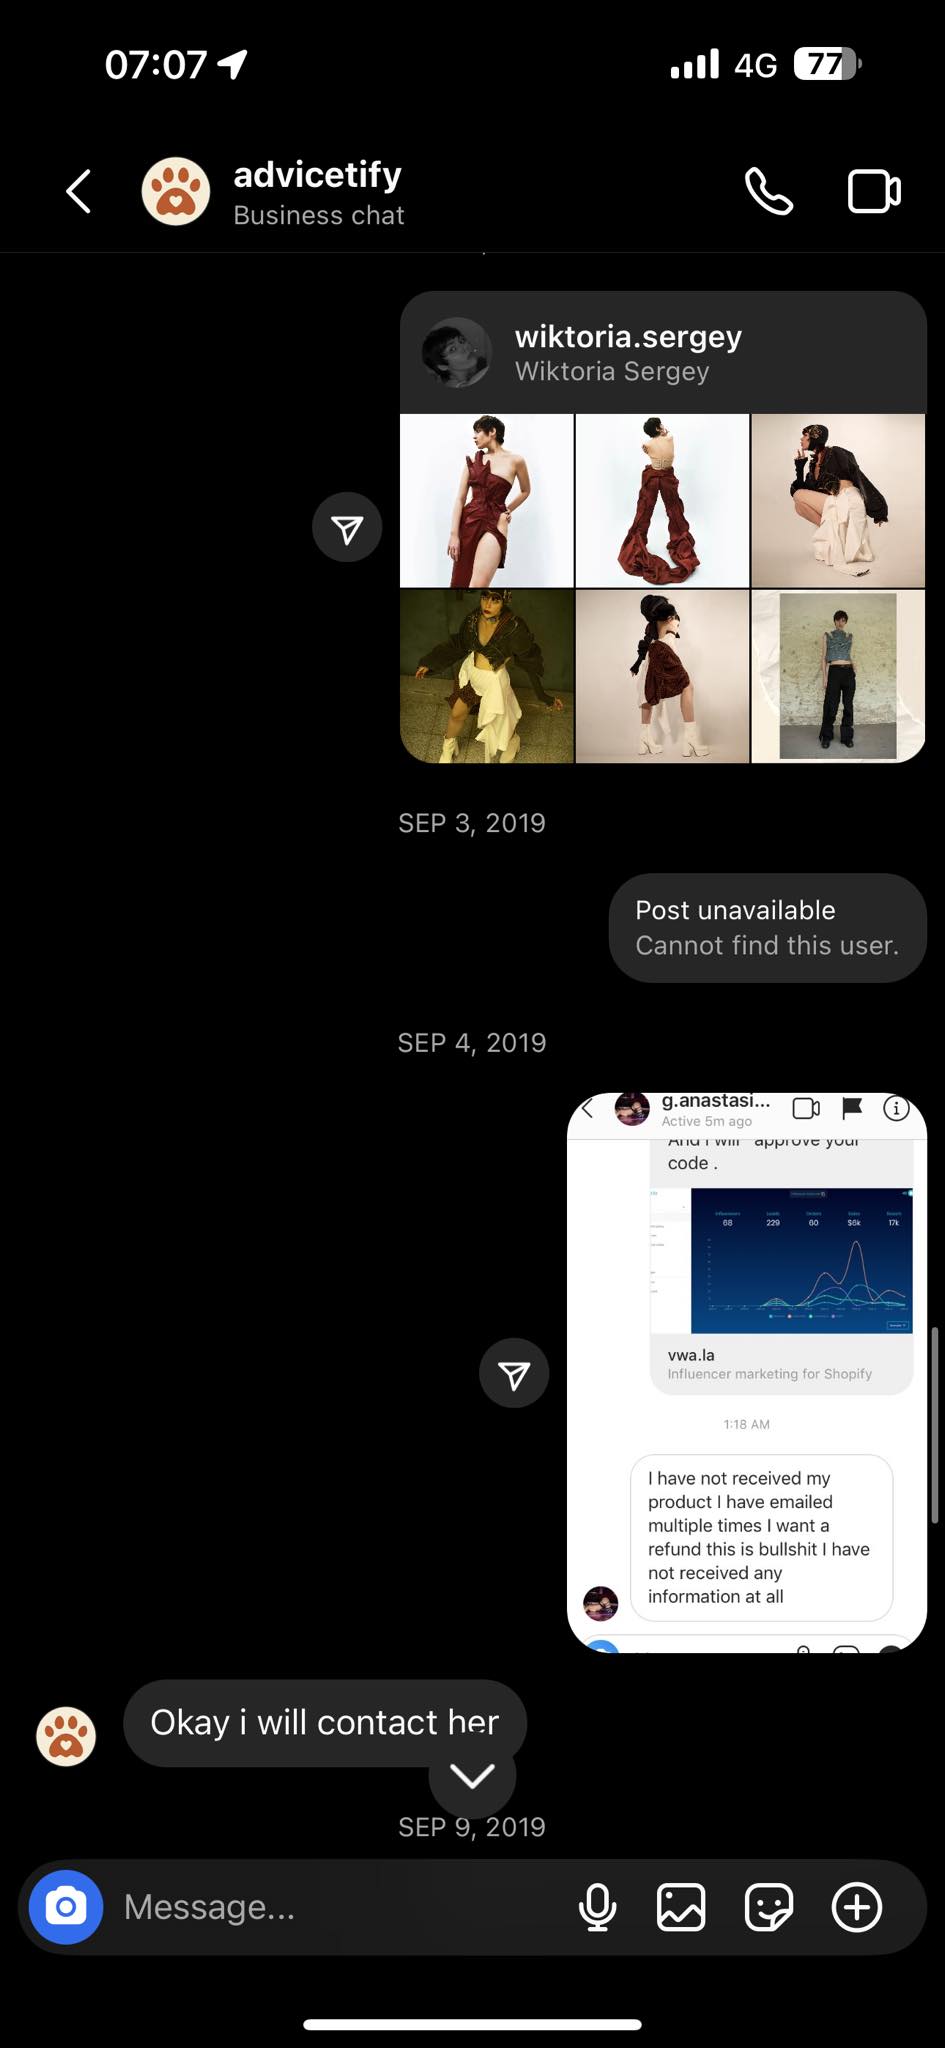 07:07
4G
77
advicetify
Business chat
wiktoria.sergey
Wiktoria Sergey
SEP 3, 2019
Post unavailable
Cannot find this user.
SEP 4, 2019
g.anastasi...
Active 5m ago
And I will approve your
code .
Influencers
Leads
Orders
Sales
68
229
60
$6k
17k
vwa.la
Influencer marketing for Shopify
1:18 AM
I have not received my
product I have emailed
multiple times I want a
refund this is bullshit I have
not received any
information at all
Okay i will contact her
SEP 9, 2019
Message...